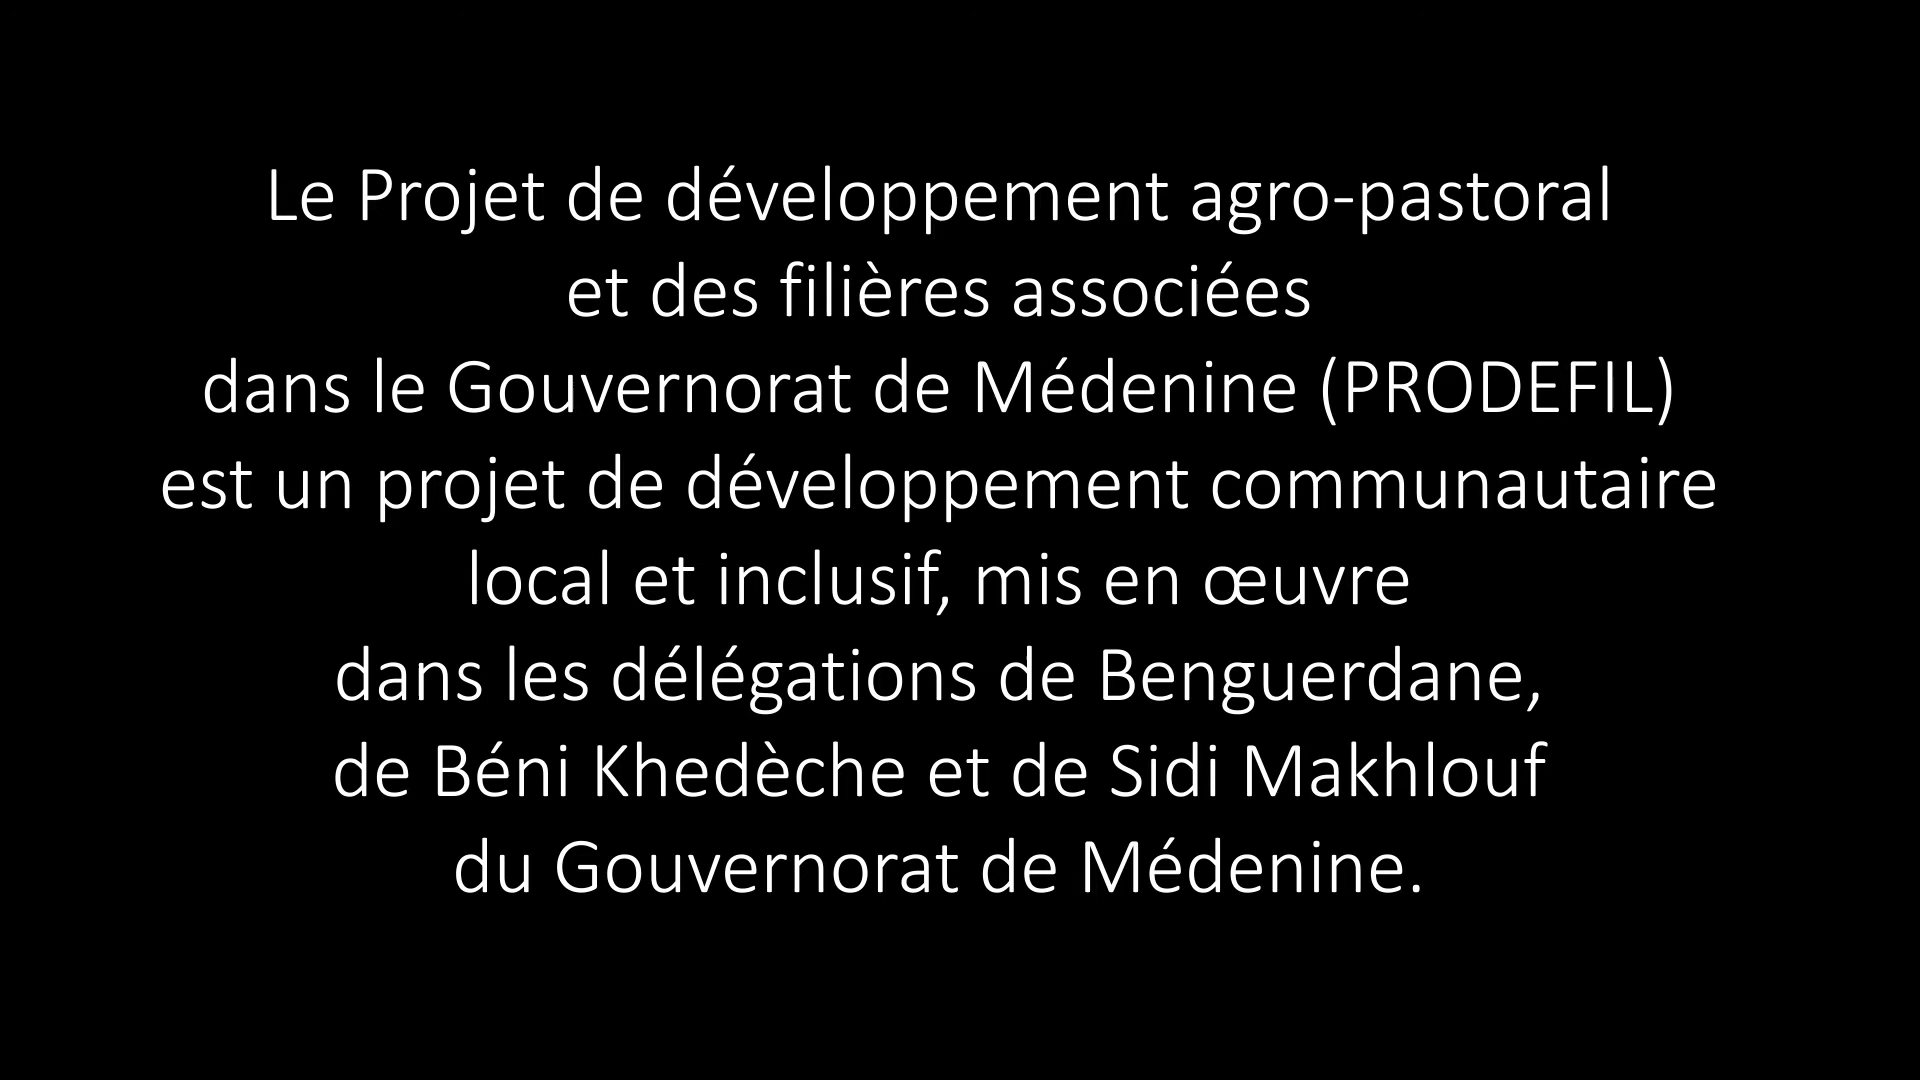 Le Projet de développement agro-pastoral
et des filières associées
dans le Gouvernorat de Médenine (PRODEFIL)
est un projet de développement communautaire
local et inclusif, mis en œuvre
dans les délégations de Benguerdane,
de Béni Khedèche et de Sidi Makhlouf
du Gouvernorat de Médenine.